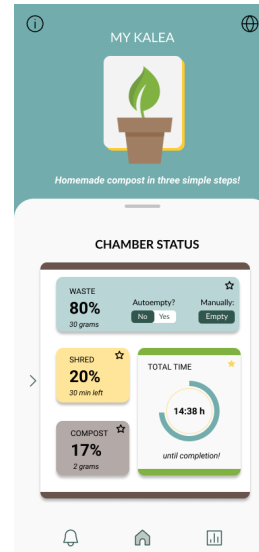 MY KALEA
Homemade compost in three simple steps!
CHAMBER STATUS
WASTE
80%
30 grams
Autoempty?
No Yes
Manually:
Empty
SHRED
20%
30 min left
TOTAL TIME
14:38 h
until completion!
COMPOST
17%
2 grams